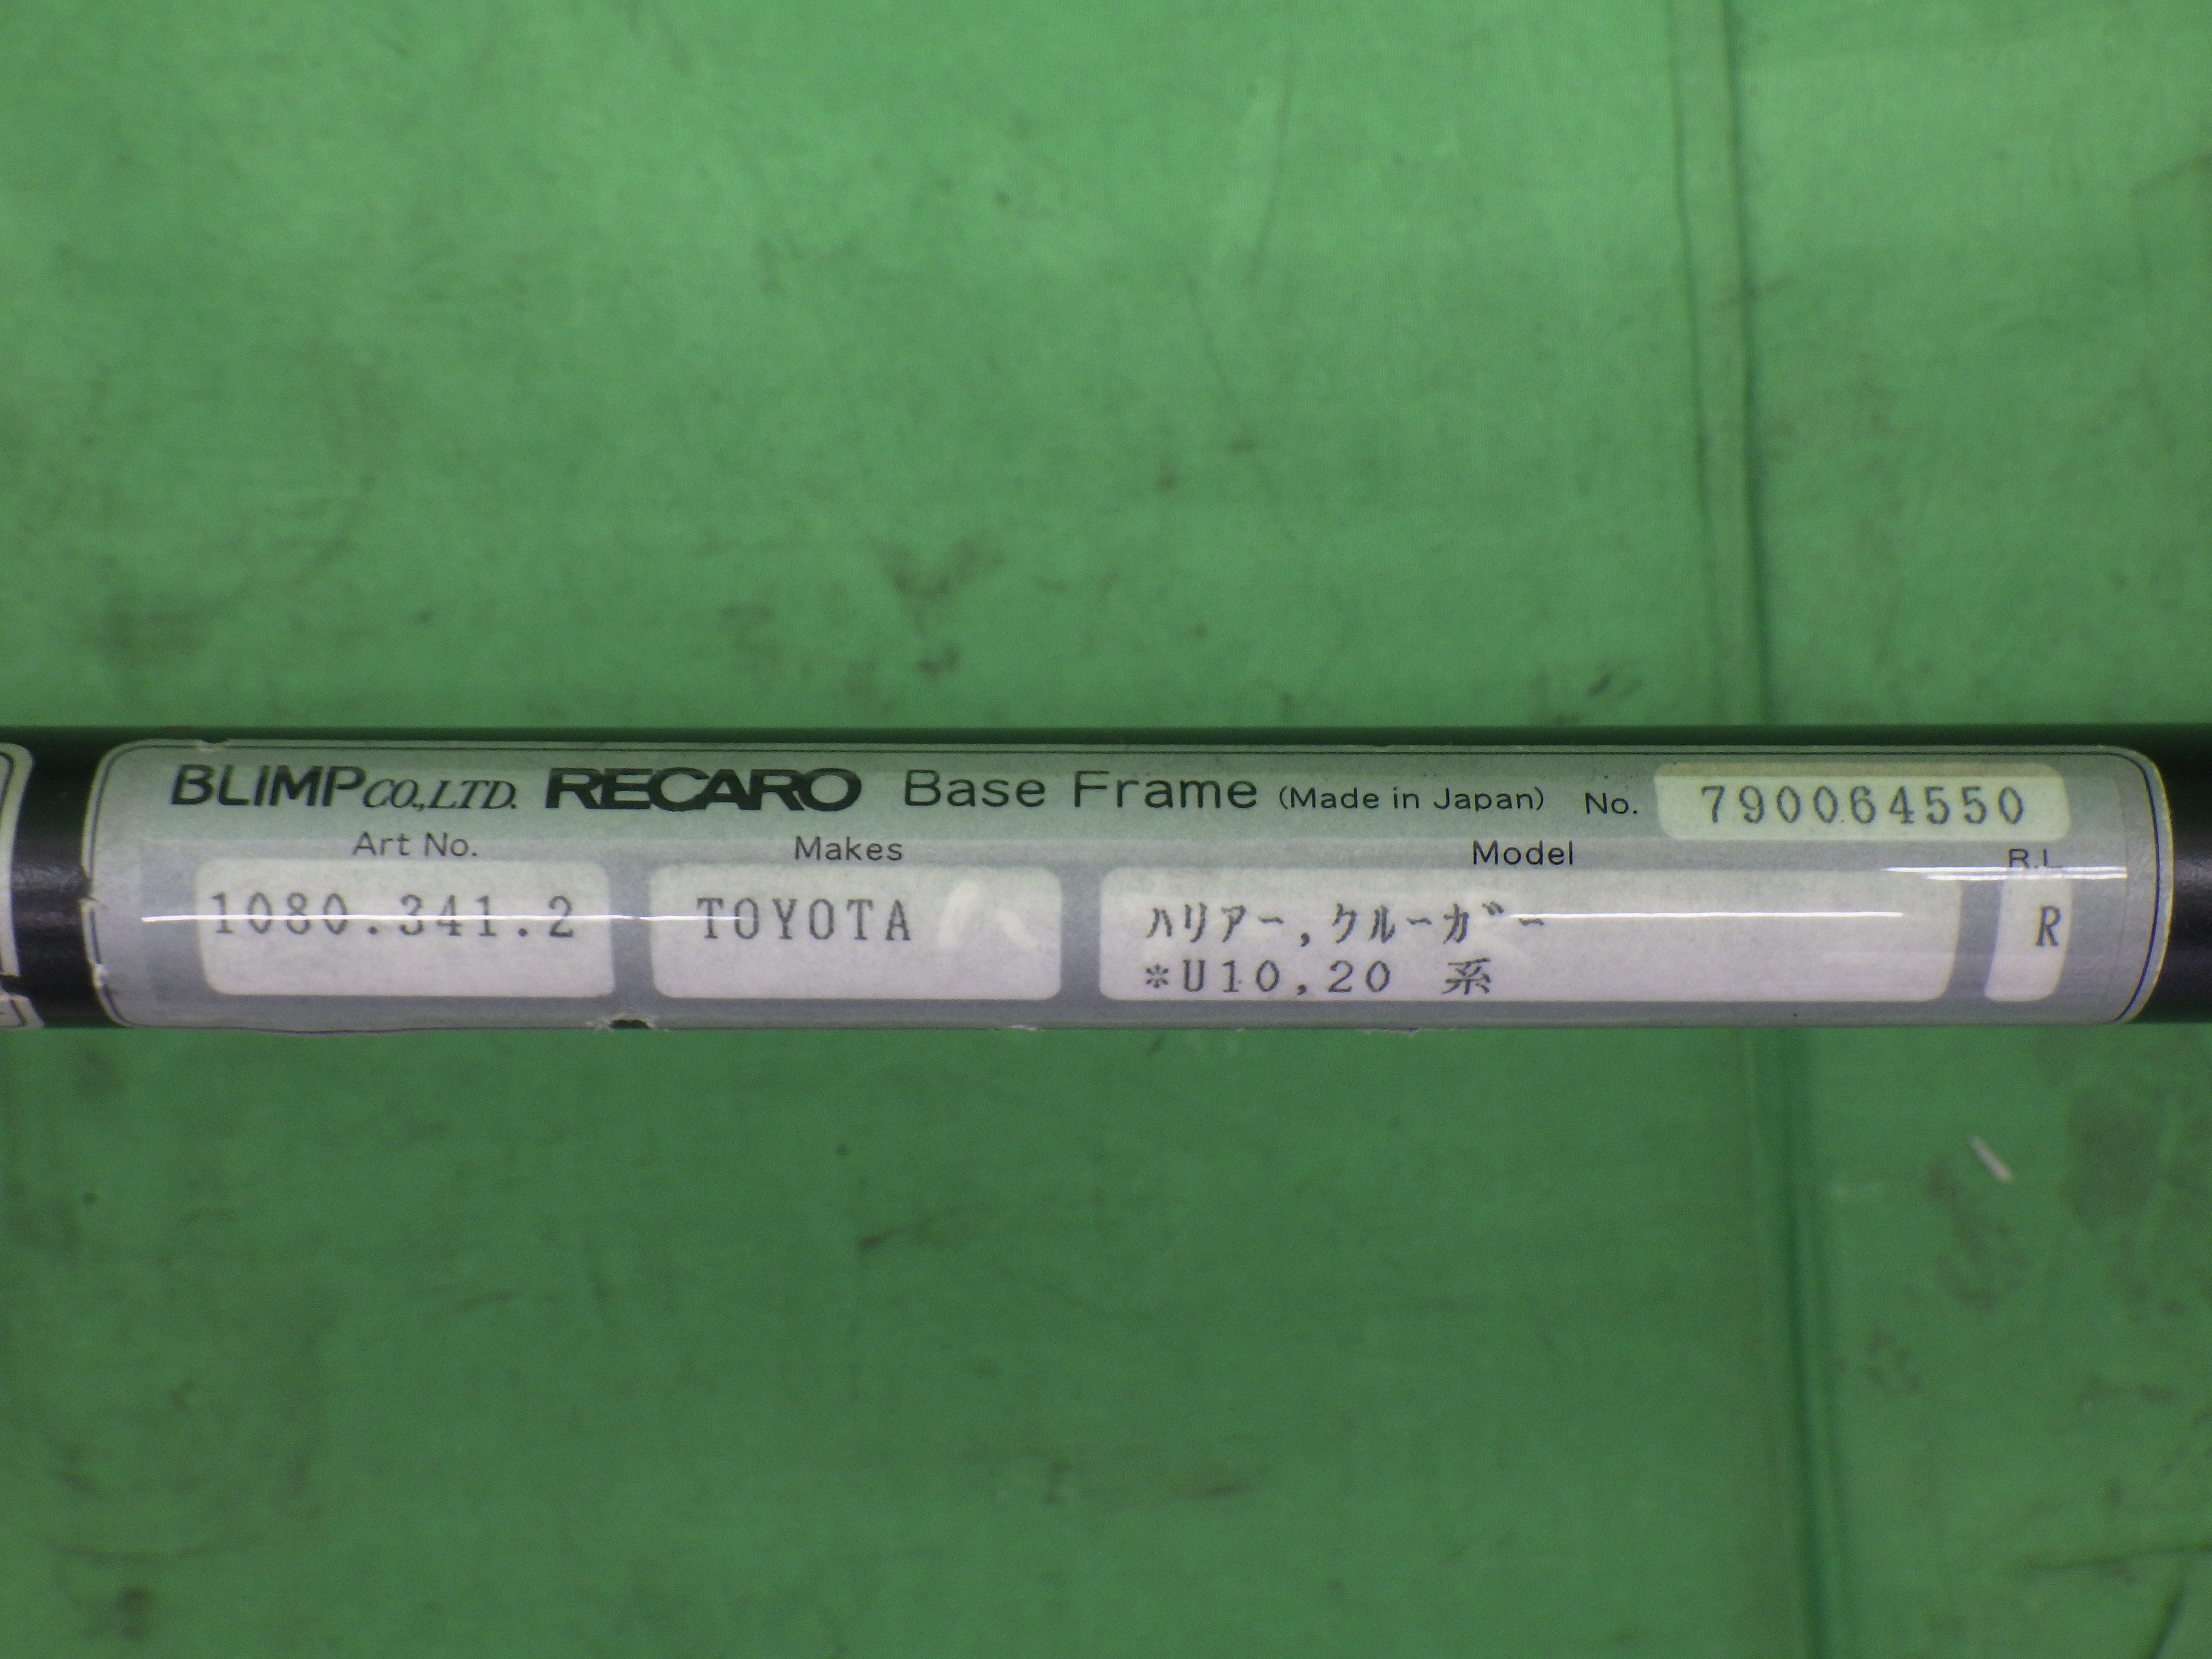 BLIMP CO.,LTD. RECARO Base Frame (Made in Japan) No. 790064550
Art No. Makes Model R.L
1080.341.2 TOYOTA ﾊﾘｱｰ,ｸﾙｰｶﾞｰ R
*U10,20 系